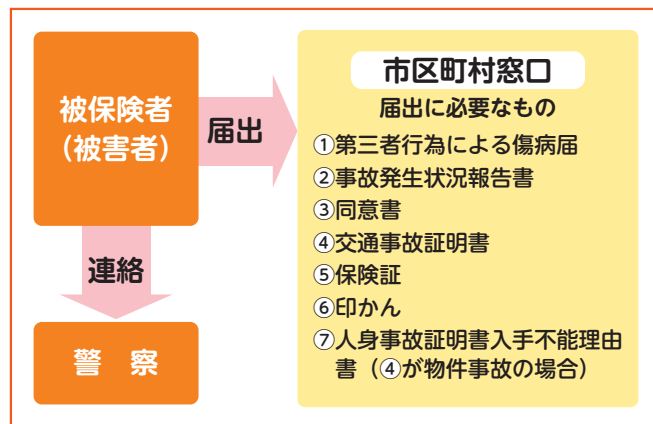 被保険者
（被害者）
届出
連絡
警　察
市区町村窓口
届出に必要なもの
①第三者行為による傷病届
②事故発生状況報告書
③同意書
④交通事故証明書
⑤保険証
⑥印かん
⑦人身事故証明書入手不能理由
書（④が物件事故の場合）